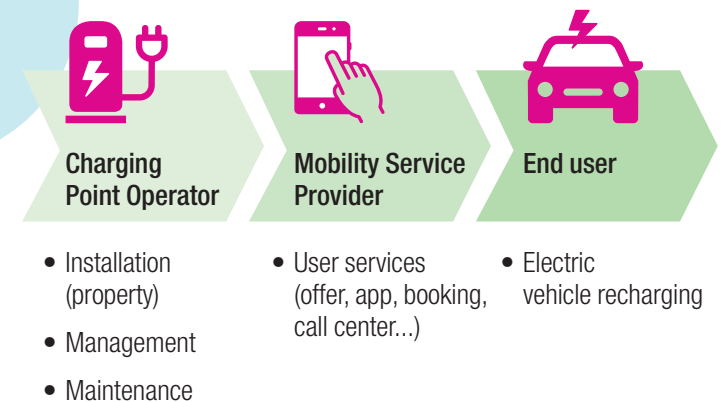 Charging
Point Operator
Mobility Service
Provider
End user
• Installation
(property)
• Management
• Maintenance
• User services
(offer, app, booking,
call center...)
• Electric
vehicle recharging